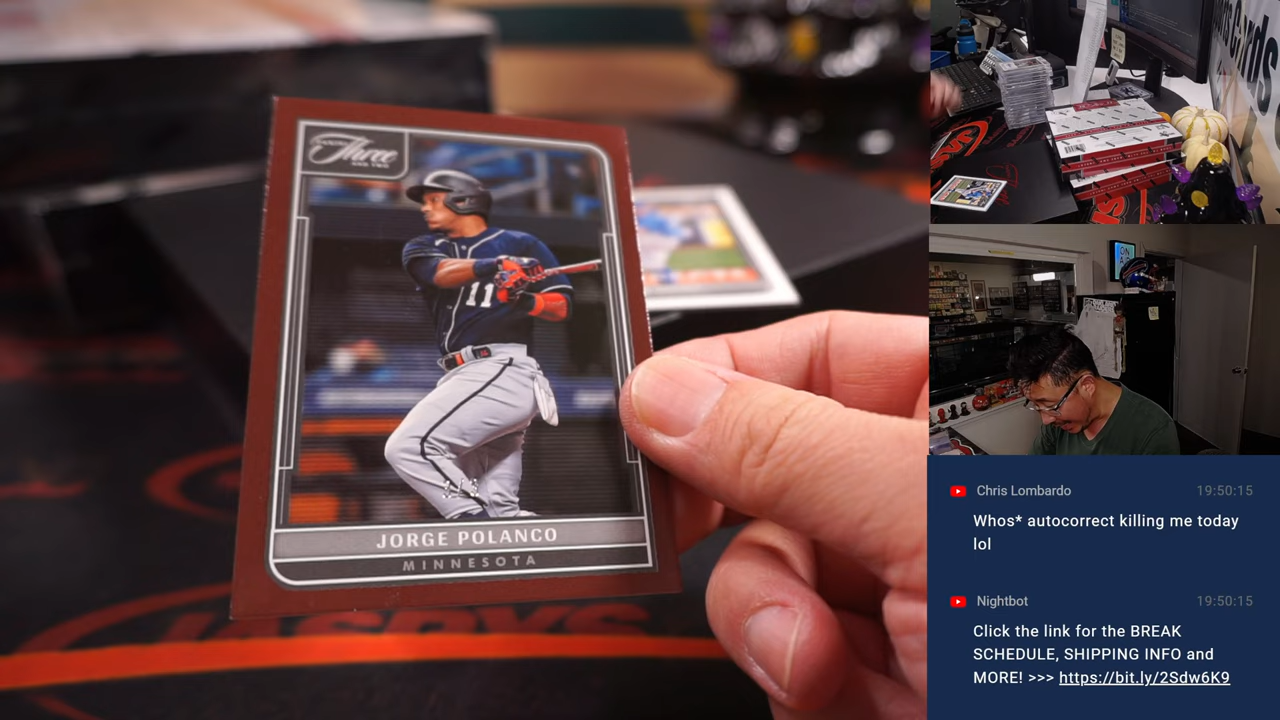 Three
11
JORGE POLANCO
MINNESOTA
JASPYS
Chris Lombardo 19:50:15
Whos* autocorrect killing me today
lol
Nightbot 19:50:15
Click the link for the BREAK
SCHEDULE, SHIPPING INFO and
MORE! >>> https://bit.ly/2Sdw6K9